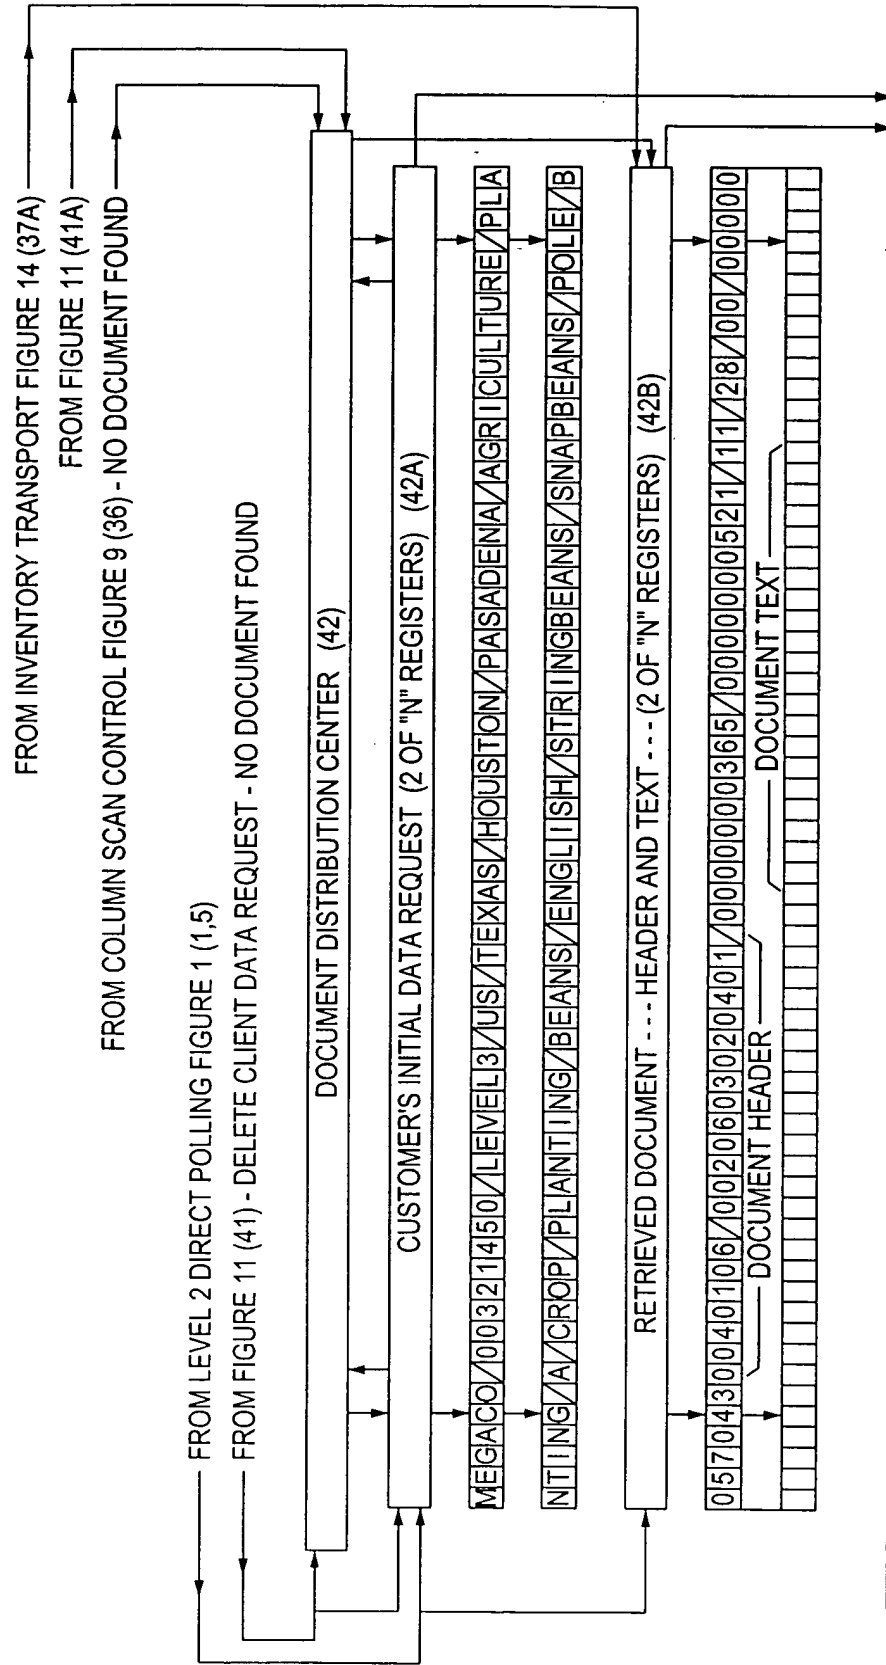 FROM INVENTORY TRANSPORT FIGURE 14 (37A)
FROM FIGURE 11 (41A)
FROM COLUMN SCAN CONTROL FIGURE 9 (36) - NO DOCUMENT FOUND
FROM LEVEL 2 DIRECT POLLING FIGURE 1 (1,5)
FROM FIGURE 11 (41) - DELETE CLIENT DATA REQUEST - NO DOCUMENT FOUND
DOCUMENT DISTRIBUTION CENTER (42)
CUSTOMER'S INITIAL DATA REQUEST (2 OF "N" REGISTERS) (42A)
MEGACO/00321450/LEVEL3/US/TEXAS/HOUSTON/PASADENA/AGRICULTURE/PLA
NTING/A/CROP/PLANTING/BEANS/ENGLISH/STRINGBEANS/SNAPBEANS/POLE/B
RETRIEVED DOCUMENT --- HEADER AND TEXT ---- (2 OF "N" REGISTERS) (42B)
0570430040106/0020603020401/0000000365/0000000521/11/28/00/00000
DOCUMENT HEADER DOCUMENT TEXT